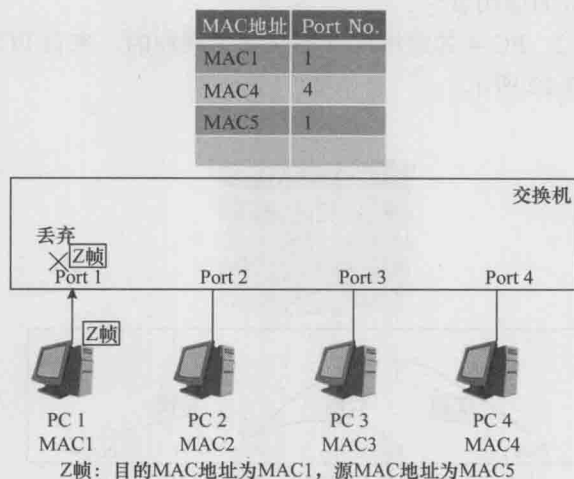 MAC地址 Port No.
MAC1 1
MAC4 4
MAC5 1
交换机
丢弃
Z帧
Port 1 Port 2 Port 3 Port 4
Z帧
PC 1 PC 2 PC 3 PC 4
MAC1 MAC2 MAC3 MAC4
Z帧：目的MAC地址为MAC1，源MAC地址为MAC5